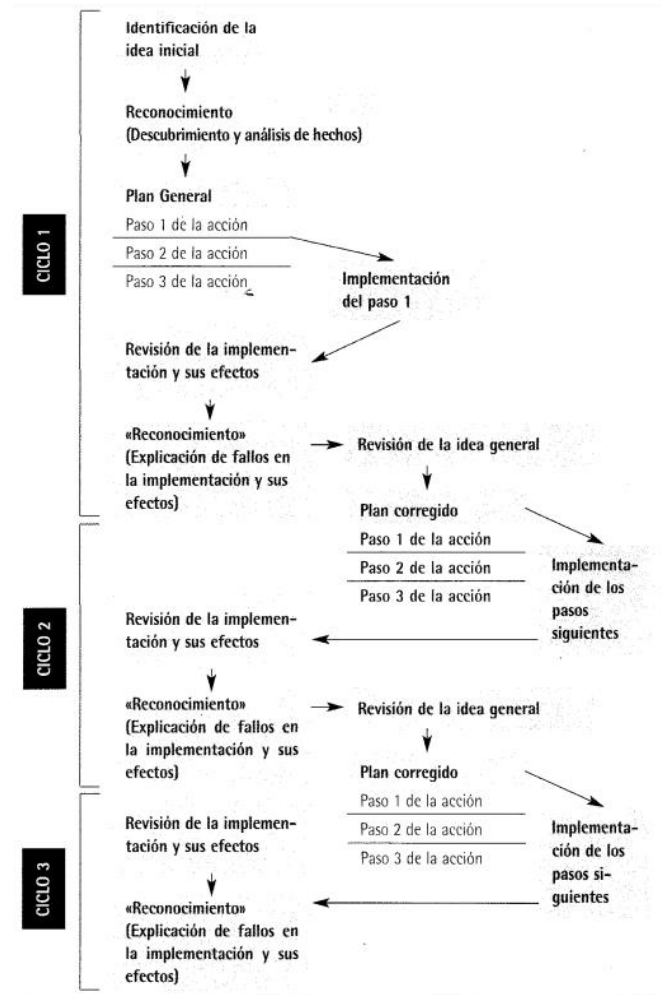 CICLO 1
Identificación de la
idea inicial
Reconocimiento
(Descubrimiento y análisis de hechos)
Plan General
Paso 1 de la acción
Paso 2 de la acción
Paso 3 de la acción
Implementación
del paso 1
Revisión de la implemen-
tación y sus efectos
«Reconocimiento»
(Explicación de fallos en
la implementación y sus
efectos)
Revisión de la idea general
Plan corregido
Paso 1 de la acción
Paso 2 de la acción
Paso 3 de la acción
Implementa-
ción de los
pasos
siguientes
CICLO 2
Revisión de la implemen-
tación y sus efectos
«Reconocimiento»
(Explicación de fallos en
la implementación y sus
efectos)
Revisión de la idea general
Plan corregido
Paso 1 de la acción
Paso 2 de la acción
Paso 3 de la acción
Implementa-
ción de los
pasos si-
guientes
CICLO 3
Revisión de la implemen-
tación y sus efectos
«Reconocimiento»
(Explicación de fallos en
la implementación y sus
efectos)